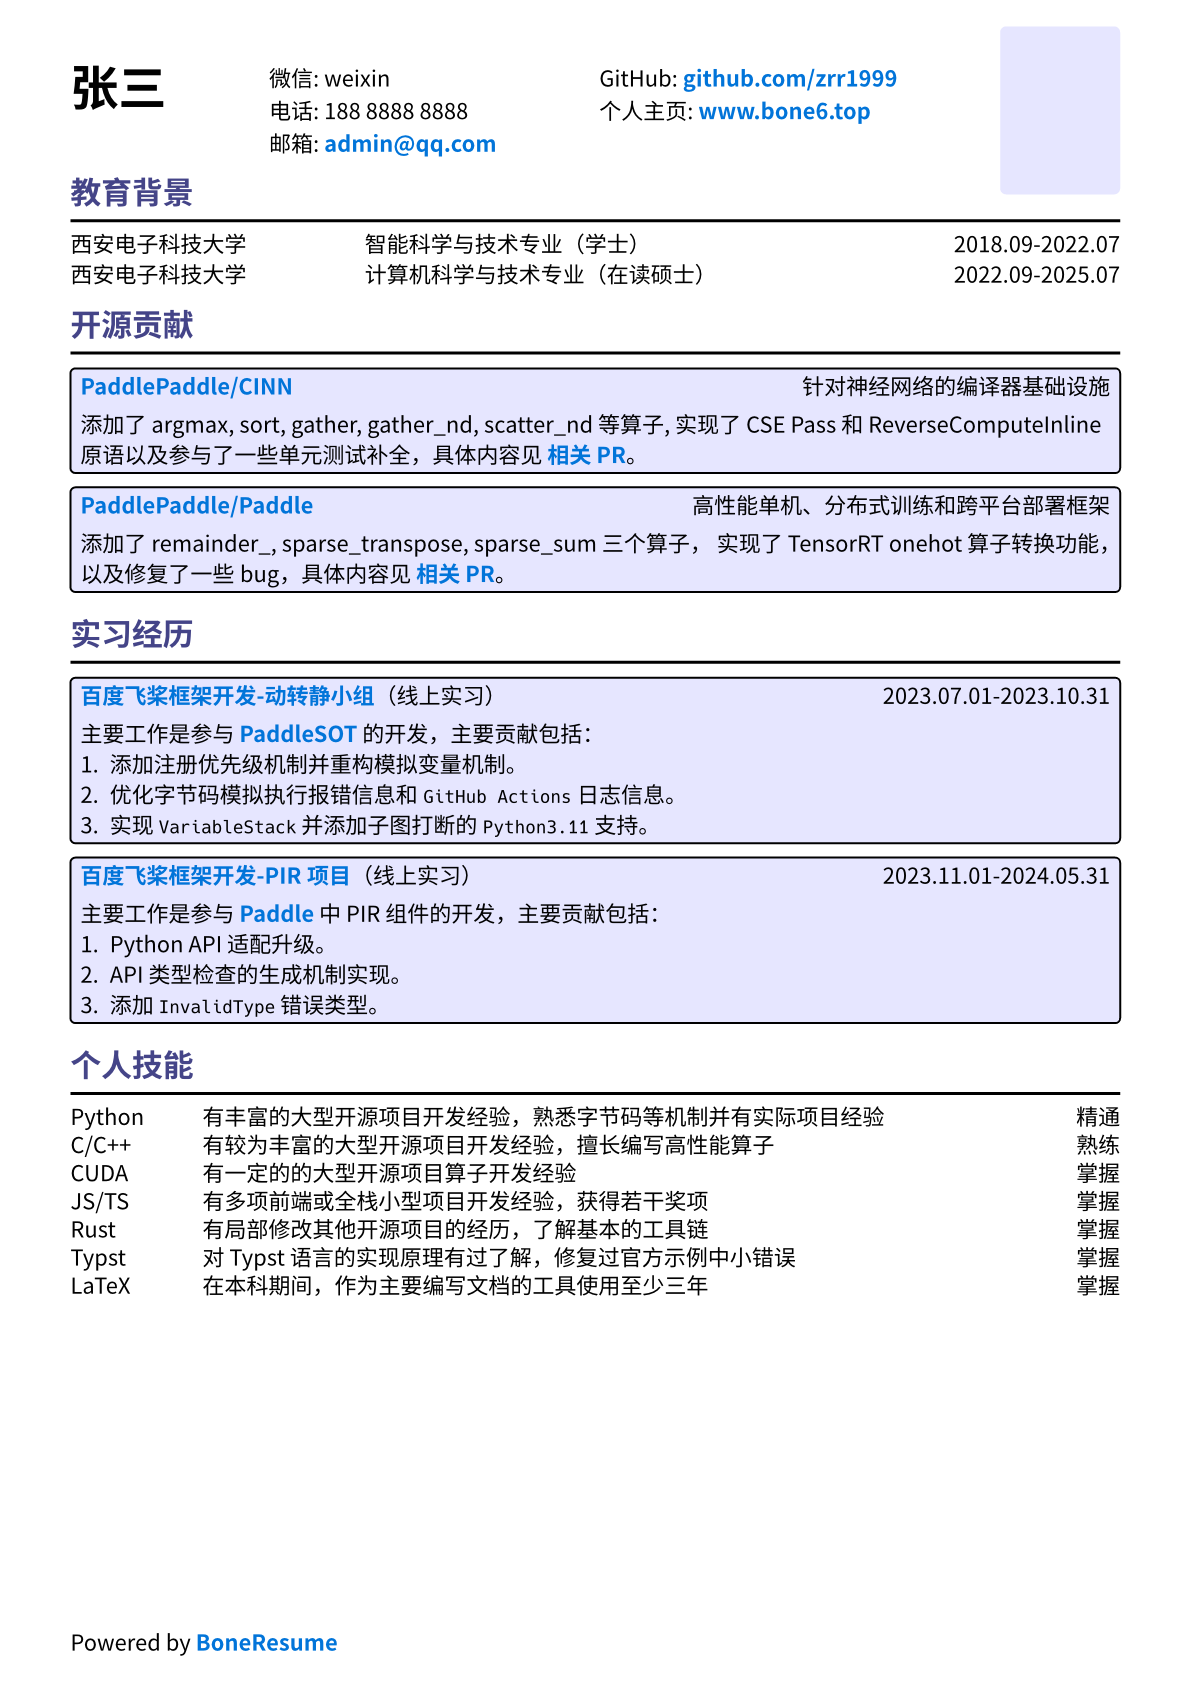 张三
微信: weixin
电话: 188 8888 8888
邮箱: admin@qq.com
GitHub: github.com/zrr1999
个人主页: www.bone6.top
教育背景
西安电子科技大学 智能科学与技术专业（学士） 2018.09-2022.07
西安电子科技大学 计算机科学与技术专业（在读硕士） 2022.09-2025.07
开源贡献
PaddlePaddle/CINN 针对神经网络的编译器基础设施
添加了 argmax, sort, gather, gather_nd, scatter_nd 等算子, 实现了 CSE Pass 和 ReverseComputeInline
原语以及参与了一些单元测试补全，具体内容见 相关 PR。
PaddlePaddle/Paddle 高性能单机、分布式训练和跨平台部署框架
添加了 remainder_, sparse_transpose, sparse_sum 三个算子， 实现了 TensorRT onehot 算子转换功能，
以及修复了一些 bug，具体内容见 相关 PR。
实习经历
百度飞桨框架开发-动转静小组（线上实习） 2023.07.01-2023.10.31
主要工作是参与 PaddleSOT 的开发，主要贡献包括：
1. 添加注册优先级机制并重构模拟变量机制。
2. 优化字节码模拟执行报错信息和 GitHub Actions 日志信息。
3. 实现 VariableStack 并添加子图打断的 Python3.11 支持。
百度飞桨框架开发-PIR 项目（线上实习） 2023.11.01-2024.05.31
主要工作是参与 Paddle 中 PIR 组件的开发，主要贡献包括：
1. Python API 适配升级。
2. API 类型检查的生成机制实现。
3. 添加 InvalidType 错误类型。
个人技能
Python 有丰富的大型开源项目开发经验，熟悉字节码等机制并有实际项目经验 精通
C/C++ 有较为丰富的大型开源项目开发经验，擅长编写高性能算子 熟练
CUDA 有一定的的大型开源项目算子开发经验 掌握
JS/TS 有多项前端或全栈小型项目开发经验，获得若干奖项 掌握
Rust 有局部修改其他开源项目的经历，了解基本的工具链 掌握
Typst 对 Typst 语言的实现原理有过了解，修复过官方示例中小错误 掌握
LaTeX 在本科期间，作为主要编写文档的工具使用至少三年 掌握
Powered by BoneResume